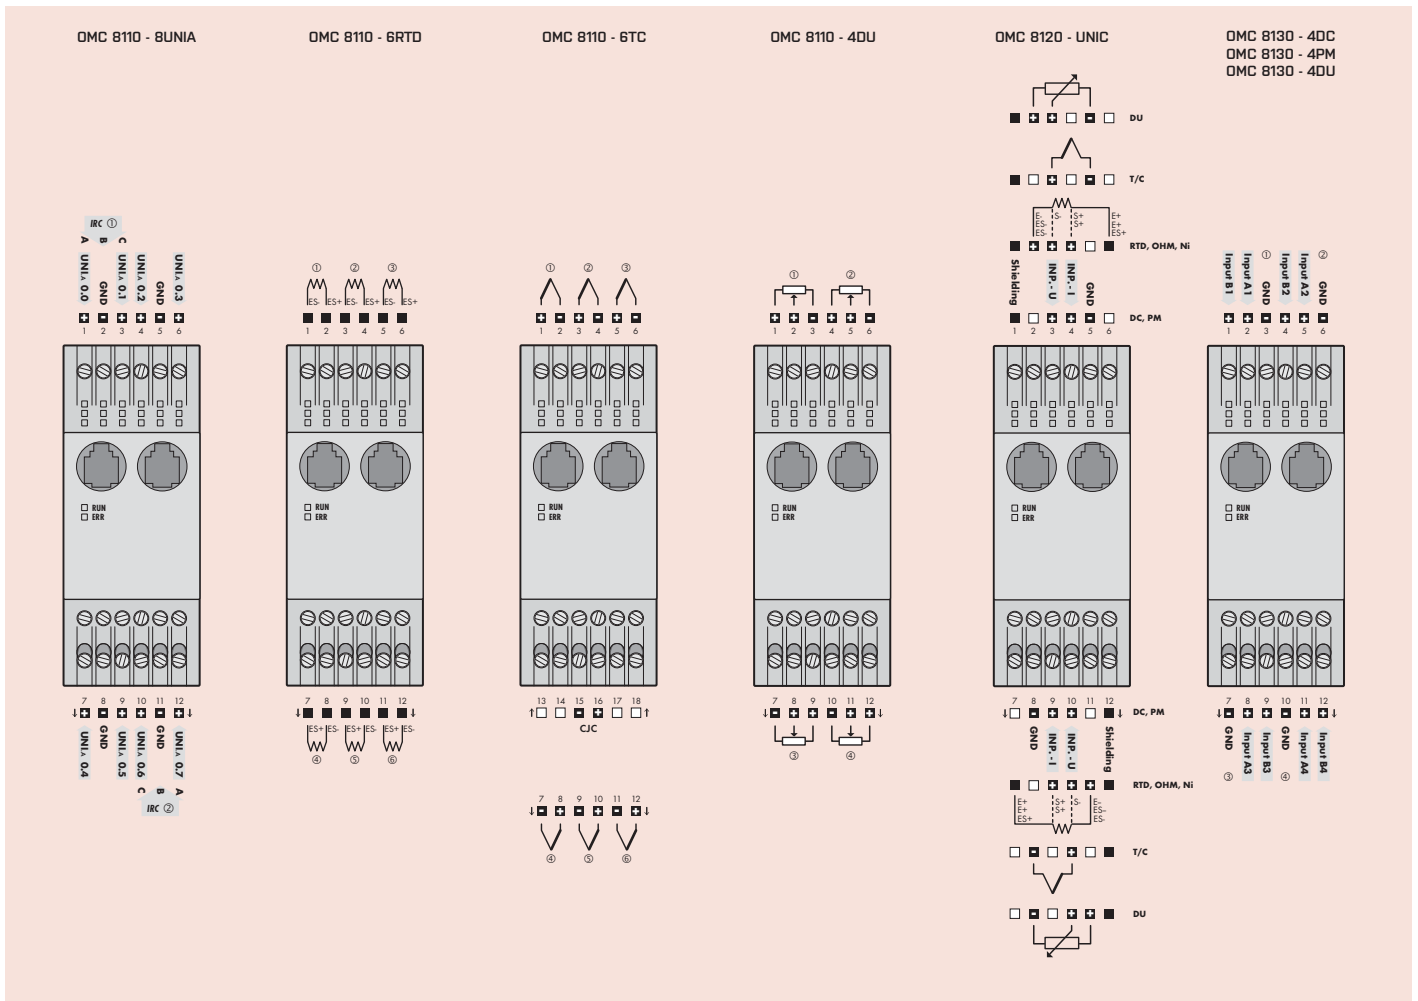 OMC 8110 - 8UNIA
IRC ①
A B C
UNIA 0.0 GND UNIA 0.1 UNIA 0.2 GND UNIA 0.3
+ - + + - +
1 2 3 4 5 6
RUN
ERR
7 8 9 10 11 12
↓ + - + + - + ↓
UNIA 0.4 GND UNIA 0.5 UNIA 0.6 GND UNIA 0.7
C B A
IRC ②
OMC 8110 - 6RTD
① ② ③
ES- ES+ ES- ES+ ES- ES+
1 2 3 4 5 6
RUN
ERR
7 8 9 10 11 12
↓ ↓
ES+ ES- ES+ ES- ES+ ES-
④ ⑤ ⑥
OMC 8110 - 6TC
① ② ③
+ - + - + -
1 2 3 4 5 6
RUN
ERR
13 14 15 16 17 18
↑ - + ↑
CJC
7 8 9 10 11 12
↓ - + - + - + ↓
④ ⑤ ⑥
OMC 8110 - 4DU
① ②
+ + - + + -
1 2 3 4 5 6
RUN
ERR
7 8 9 10 11 12
↓ - + + - + + ↓
③ ④
OMC 8120 - UNIC
+ + - DU
+ - T/C
E- S- S+ E+
ES- S+ E+
ES- ES+
+ + + RTD, OHM, Ni
Shielding INP. - U INP. - I GND
+ + - DC, PM
1 2 3 4 5 6
RUN
ERR
7 8 9 10 11 12
↓ - + + ↓ DC, PM
GND INP. - I INP. - U Shielding
+ + + RTD, OHM, Ni
E+ S+ S- E-
E+ S+ ES-
ES+ ES-
- + T/C
- + + DU
OMC 8130 - 4DC
OMC 8130 - 4PM
OMC 8130 - 4DU
① ②
Input B1 Input A1 GND Input B2 Input A2 GND
+ + - + + -
1 2 3 4 5 6
RUN
ERR
7 8 9 10 11 12
↓ - + + - + + ↓
GND Input A3 Input B3 GND Input A4 Input B4
③ ④